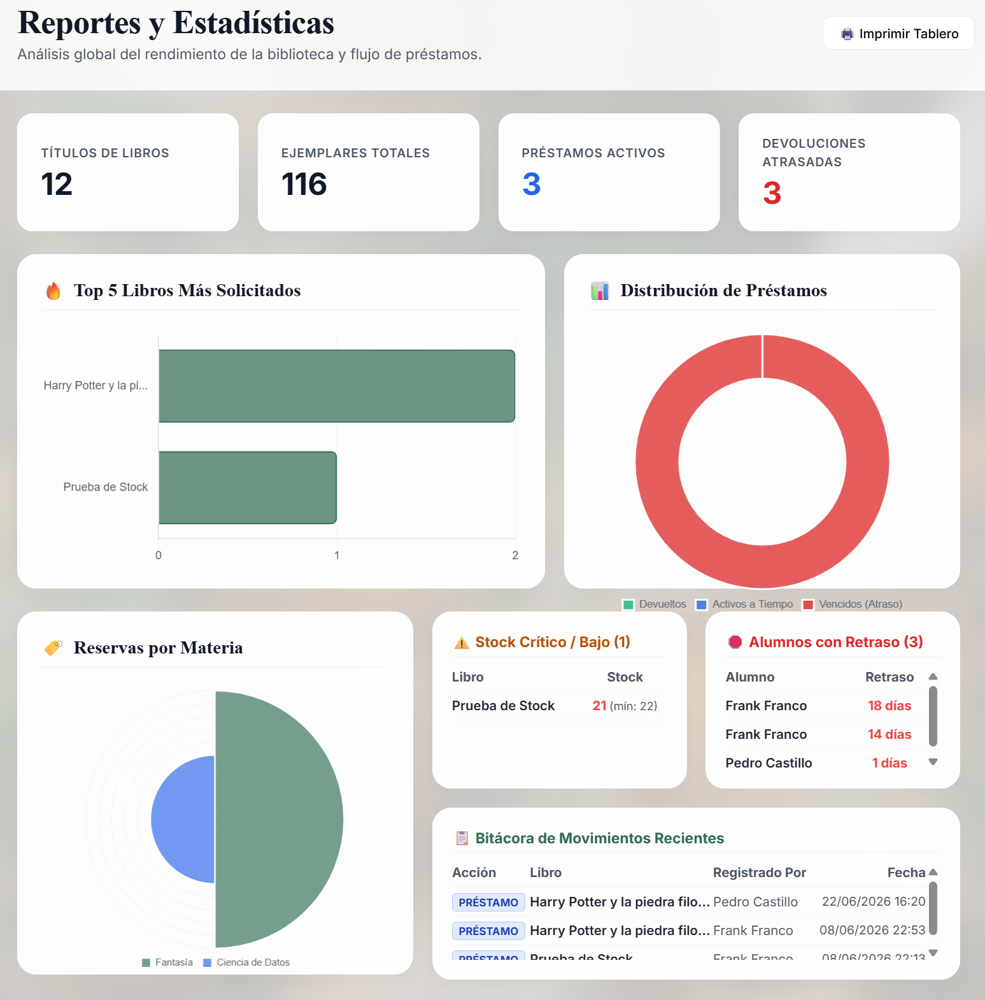 Reportes y Estadísticas
Análisis global del rendimiento de la biblioteca y flujo de préstamos.
Imprimir Tablero
TÍTULOS DE LIBROS
12
EJEMPLARES TOTALES
116
PRÉSTAMOS ACTIVOS
3
DEVOLUCIONES
ATRASADAS
3
Top 5 Libros Más Solicitados
Harry Potter y la pi...
Prueba de Stock
0 1 2
Distribución de Préstamos
Devueltos Activos a Tiempo Vencidos (Atraso)
Reservas por Materia
Fantasía Ciencia de Datos
Stock Crítico / Bajo (1)
Libro Stock
Prueba de Stock 21 (mín: 22)
Alumnos con Retraso (3)
Alumno Retraso
Frank Franco 18 días
Frank Franco 14 días
Pedro Castillo 1 días
Bitácora de Movimientos Recientes
Acción Libro Registrado Por Fecha
PRÉSTAMO Harry Potter y la piedra filo... Pedro Castillo 22/06/2026 16:20
PRÉSTAMO Harry Potter y la piedra filo... Frank Franco 08/06/2026 22:53
PRÉSTAMO Prueba de Stock Frank Franco 08/06/2026 22:13